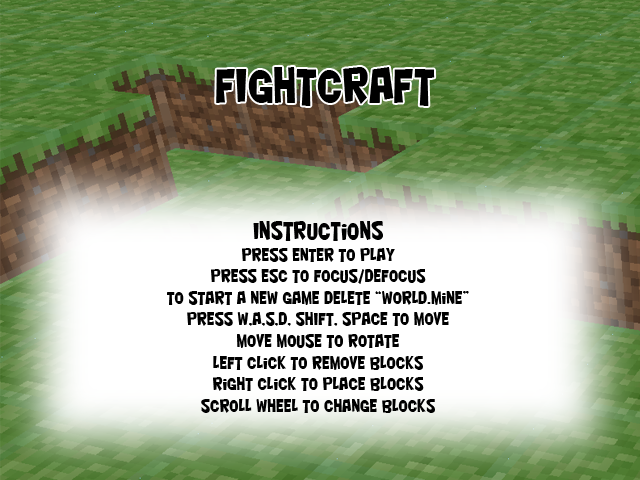 FIGHTCRAFT
INSTRUCTiONS
PRESS ENTER TO PLAY
PRESS ESC TO FOCUS/DEFOCUS
TO START A NEW GAME DELETE "WORLD.MiNE"
PRESS W,A,S,D, SHIFT, SPACE TO MOVE
MOVE MOUSE TO ROTATE
LEFT CLiCK TO REMOVE BLOCKS
RiGHT CLiCK TO PLACE BLOCKS
SCROLL WHEEL TO CHANGE BLOCKS